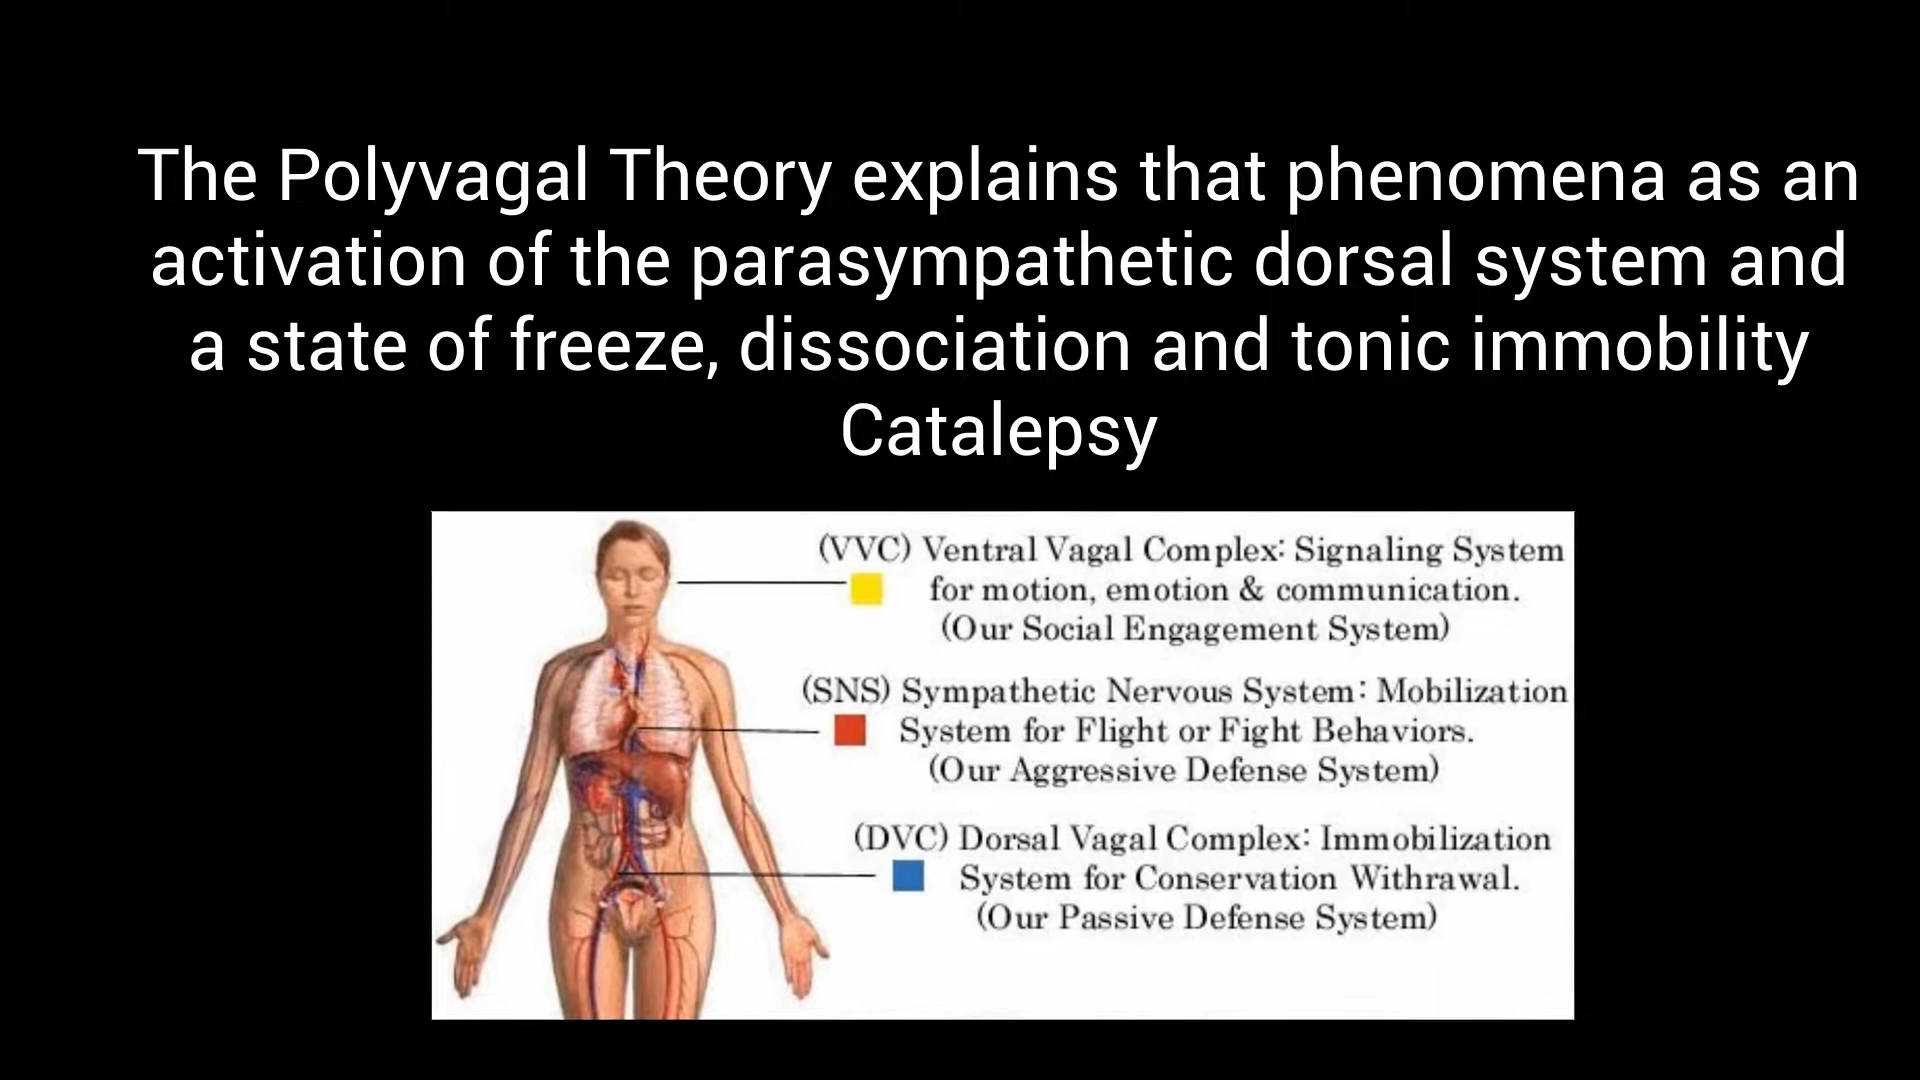 The Polyvagal Theory explains that phenomena as an
activation of the parasympathetic dorsal system and
a state of freeze, dissociation and tonic immobility
Catalepsy
(VVC) Ventral Vagal Complex: Signaling System
for motion, emotion & communication.
(Our Social Engagement System)
(SNS) Sympathetic Nervous System: Mobilization
System for Flight or Fight Behaviors.
(Our Aggressive Defense System)
(DVC) Dorsal Vagal Complex: Immobilization
System for Conservation Withrawal.
(Our Passive Defense System)